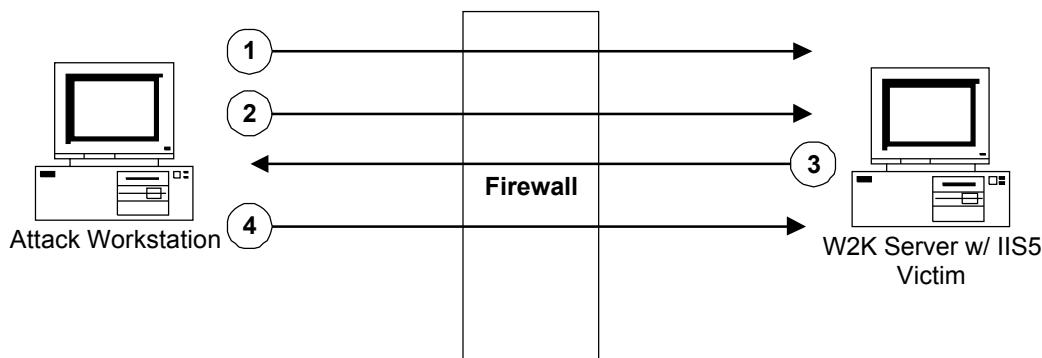 1
2
3
Firewall
4
Attack Workstation
W2K Server w/ IIS5
Victim